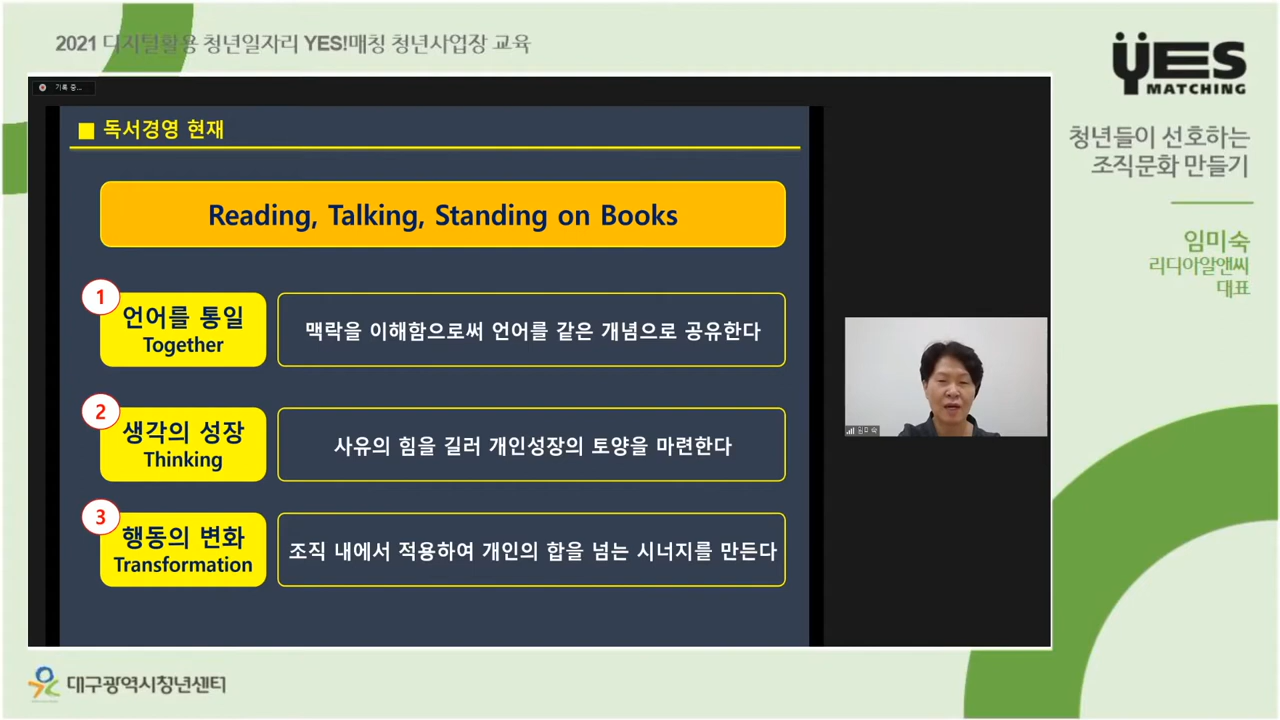 2021 디지털활용 청년일자리 YES!매칭 청년사업장 교육
YES
MATCHING
청년들이 선호하는
조직문화 만들기
임미숙
리디아알앤씨
대표
기록 중...
독서경영 현재
Reading, Talking, Standing on Books
1
언어를 통일
Together
맥락을 이해함으로써 언어를 같은 개념으로 공유한다
2
생각의 성장
Thinking
사유의 힘을 길러 개인성장의 토양을 마련한다
3
행동의 변화
Transformation
조직 내에서 적용하여 개인의 합을 넘는 시너지를 만든다
임미숙
대구광역시청년센터